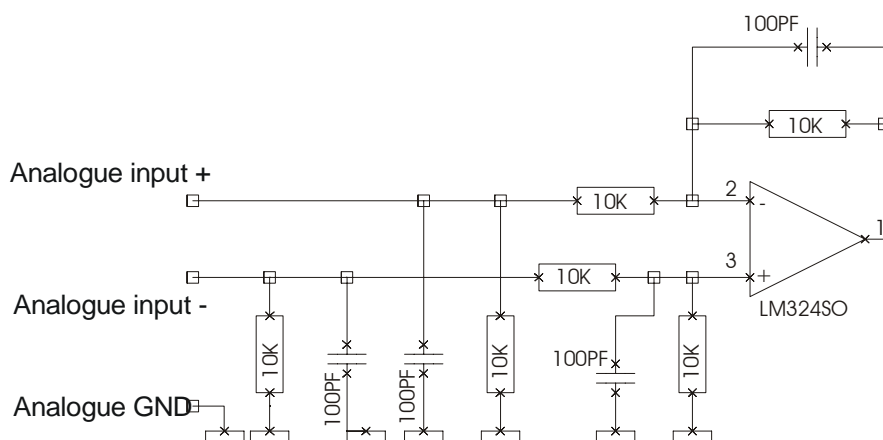 100PF
10K
Analogue input +
10K
2
-
1
3
10K
+
Analogue input -
LM324SO
10K
100PF
100PF
10K
100PF
10K
Analogue GND